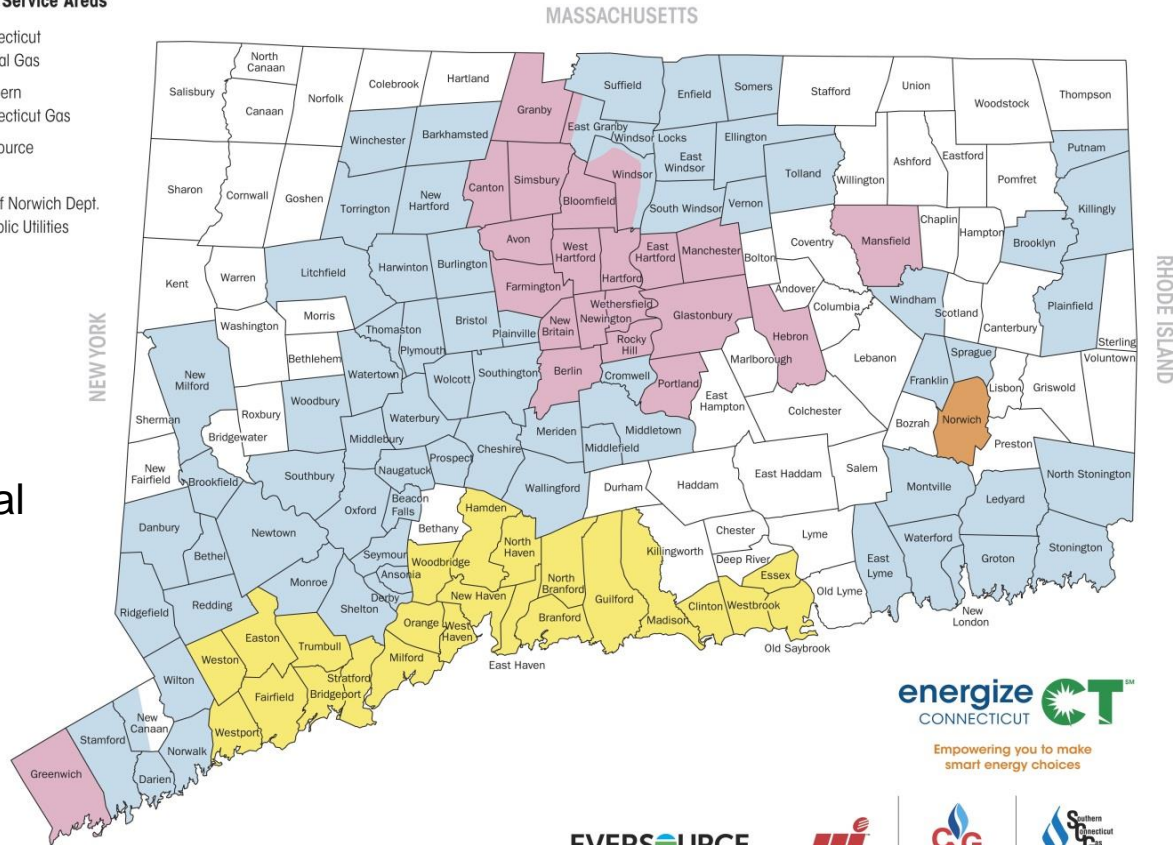 Service Areas
ecticut
al Gas
ern
ecticut Gas
ource
f Norwich Dept.
blic Utilities
al
MASSACHUSETTS
NEW YORK
RHODE ISLAND
Salisbury
North
Canaan
Canaan
Norfolk
Colebrook
Hartland
Granby
Suffield
Enfield
Somers
Stafford
Union
Woodstock
Thompson
Winchester
Barkhamsted
East Granby
Windsor Locks
East
Windsor
Ellington
Tolland
Willington
Ashford
Eastford
Pomfret
Putnam
Killingly
Sharon
Cornwall
Goshen
Torrington
New
Hartford
Canton
Simsbury
Bloomfield
Windsor
South Windsor
Vernon
Coventry
Mansfield
Chaplin
Hampton
Brooklyn
Kent
Warren
Litchfield
Harwinton
Burlington
Avon
Farmington
West
Hartford
Hartford
East
Hartford
Manchester
Bolton
Andover
Columbia
Windham
Scotland
Canterbury
Plainfield
Sterling
Washington
Morris
Bethlehem
Thomaston
Plymouth
Bristol
Plainville
New
Britain
Wethersfield
Newington
Rocky
Hill
Glastonbury
Hebron
Marlborough
Lebanon
Franklin
Sprague
Lisbon
Griswold
Voluntown
New
Milford
Watertown
Wolcott
Southington
Berlin
Cromwell
Portland
East
Hampton
Colchester
Bozrah
Norwich
Preston
Sherman
Roxbury
Woodbury
Bridgewater
Waterbury
Middlebury
Meriden
Middletown
Middlefield
New
Fairfield
Brookfield
Southbury
Naugatuck
Prospect
Cheshire
Wallingford
Durham
Haddam
East Haddam
Salem
Montville
Ledyard
North Stonington
Danbury
Bethel
Newtown
Oxford
Beacon
Falls
Bethany
Hamden
North
Haven
Killingworth
Chester
Deep River
Lyme
East
Lyme
Waterford
Groton
Stonington
Ridgefield
Redding
Monroe
Seymour
Ansonia
Derby
Shelton
Woodbridge
New Haven
North
Branford
Branford
Guilford
Madison
Clinton
Westbrook
Essex
Old Lyme
New
London
Old Saybrook
Wilton
Weston
Easton
Trumbull
Orange
West
Haven
Milford
East Haven
Stratford
Bridgeport
Fairfield
Westport
Norwalk
New
Canaan
Stamford
Darien
Greenwich
energize CT SM
CONNECTICUT
Empowering you to make
smart energy choices
EVERSOURCE
CNG
Southern
Connecticut
Gas